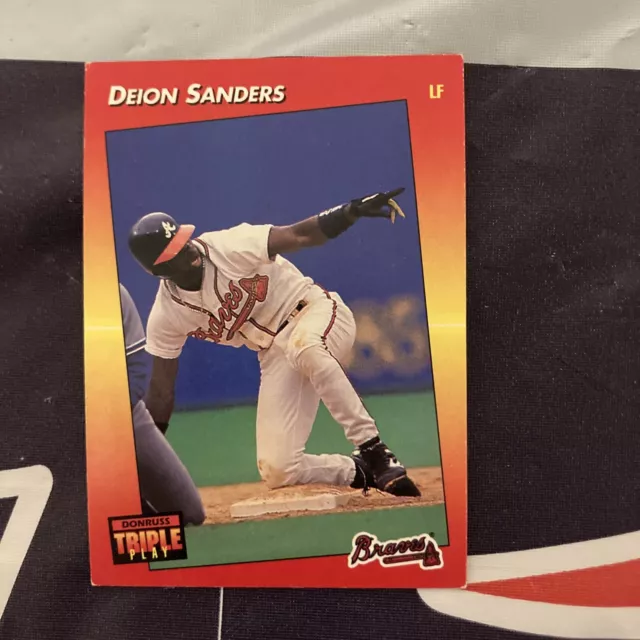 DEION SANDERS
LF
A
Braves
DONRUSS
TRIPLE
PLAY
Braves